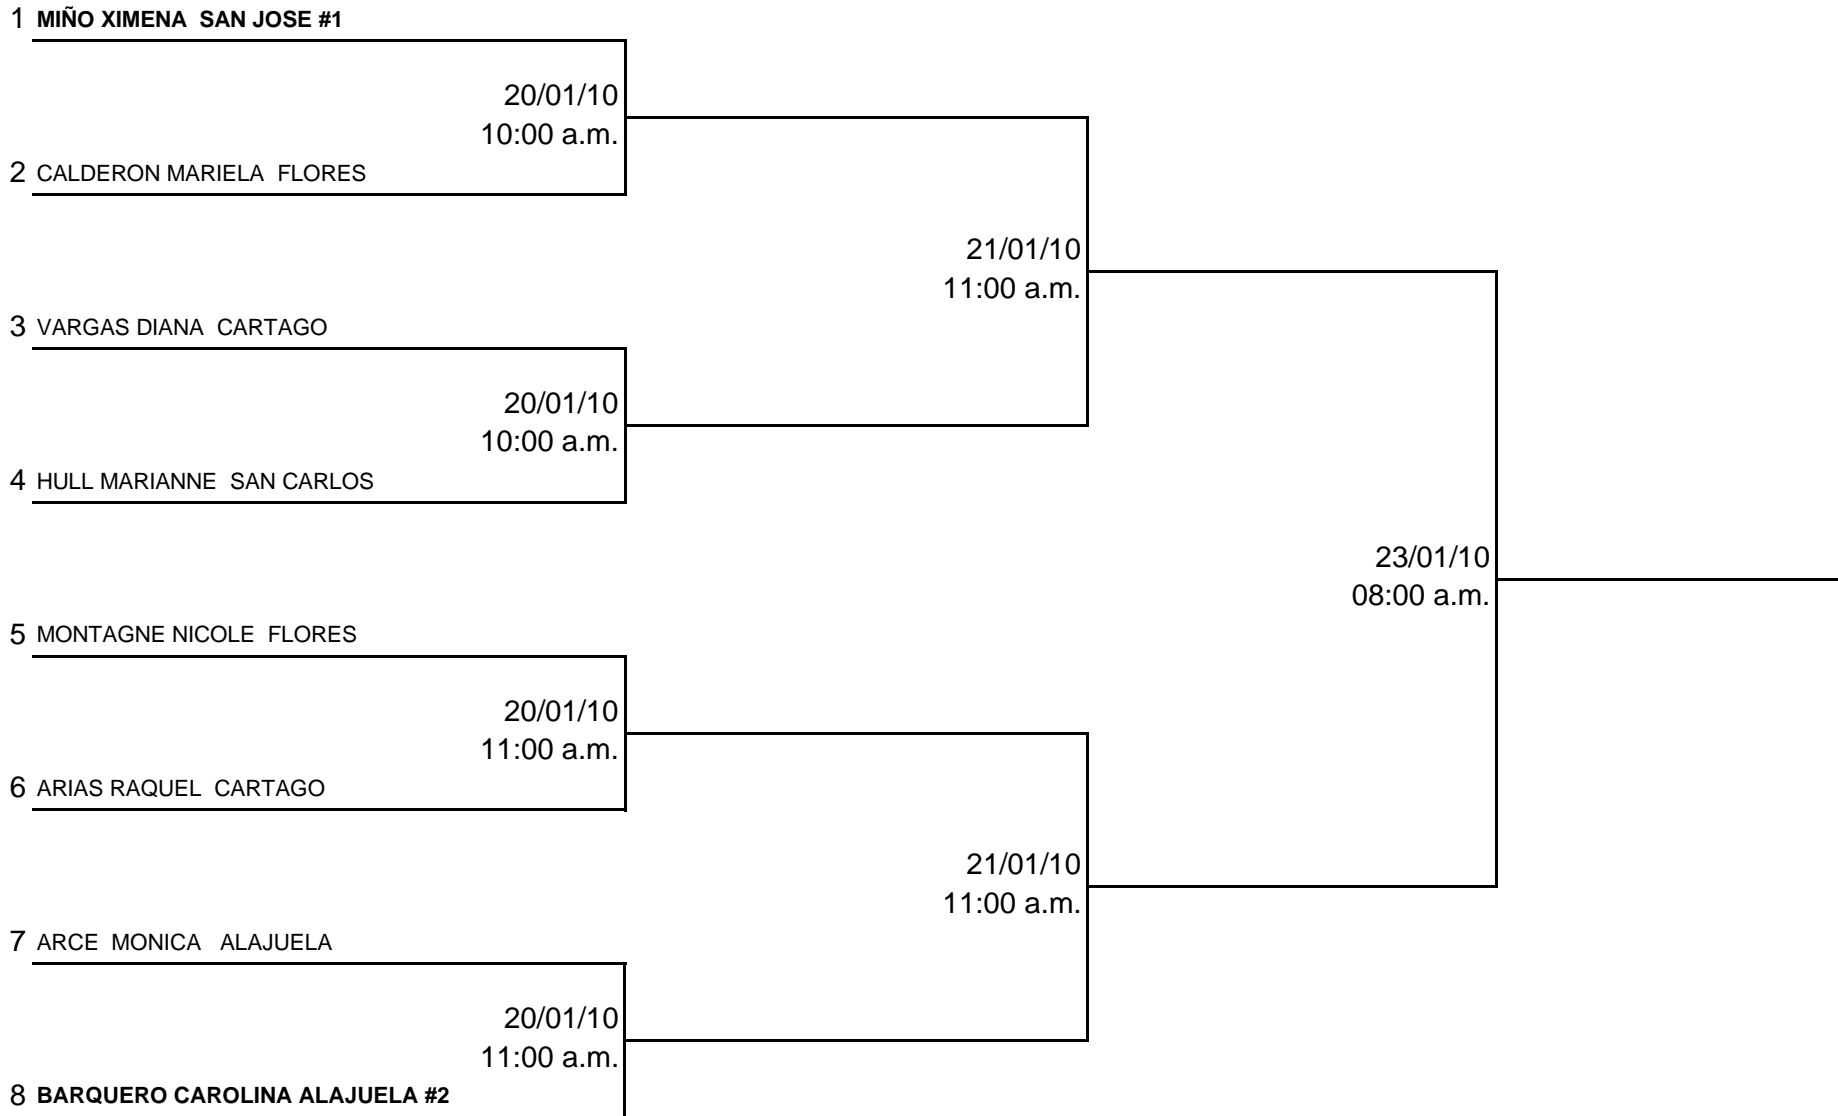 1 MIÑO XIMENA  SAN JOSE #1
20/01/10
10:00 a.m.
2 CALDERON MARIELA  FLORES
21/01/10
11:00 a.m.
3 VARGAS DIANA  CARTAGO
20/01/10
10:00 a.m.
4 HULL MARIANNE  SAN CARLOS
23/01/10
08:00 a.m.
5 MONTAGNE NICOLE  FLORES
20/01/10
11:00 a.m.
6 ARIAS RAQUEL  CARTAGO
21/01/10
11:00 a.m.
7 ARCE  MONICA   ALAJUELA
20/01/10
11:00 a.m.
8 BARQUERO CAROLINA ALAJUELA #2